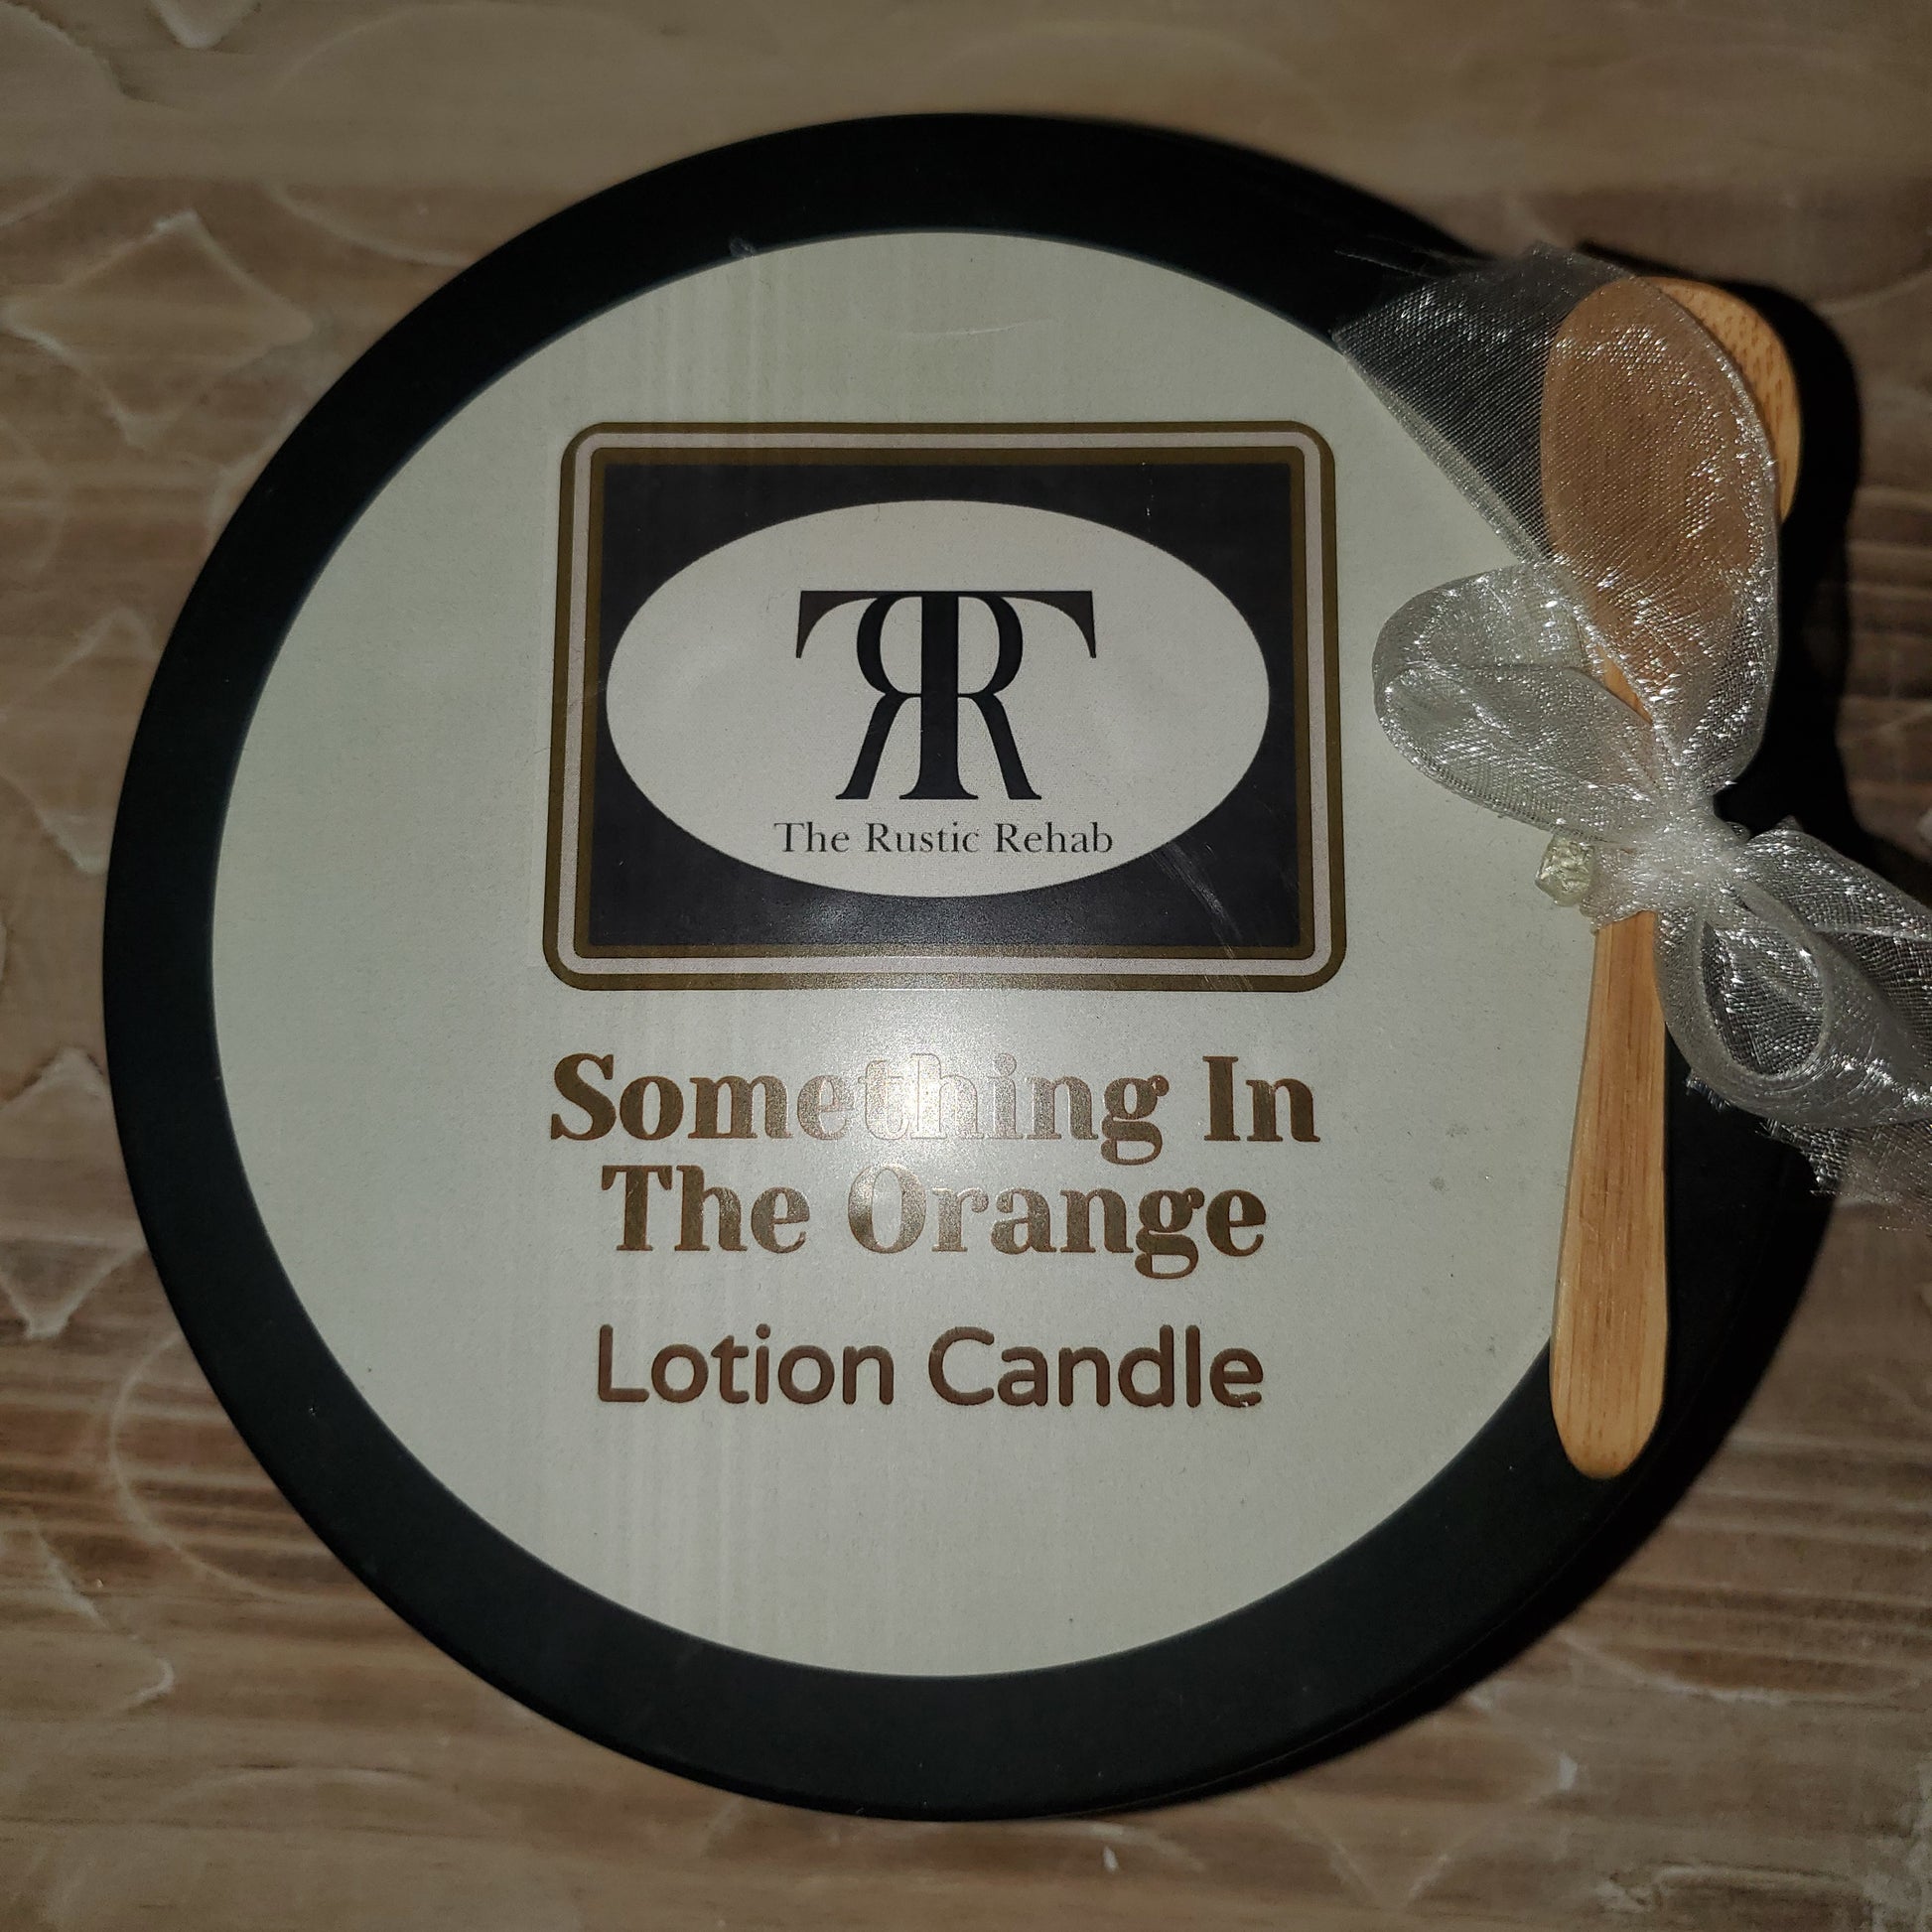 TR
The Rustic Rehab
Something In
The Orange
Lotion Candle